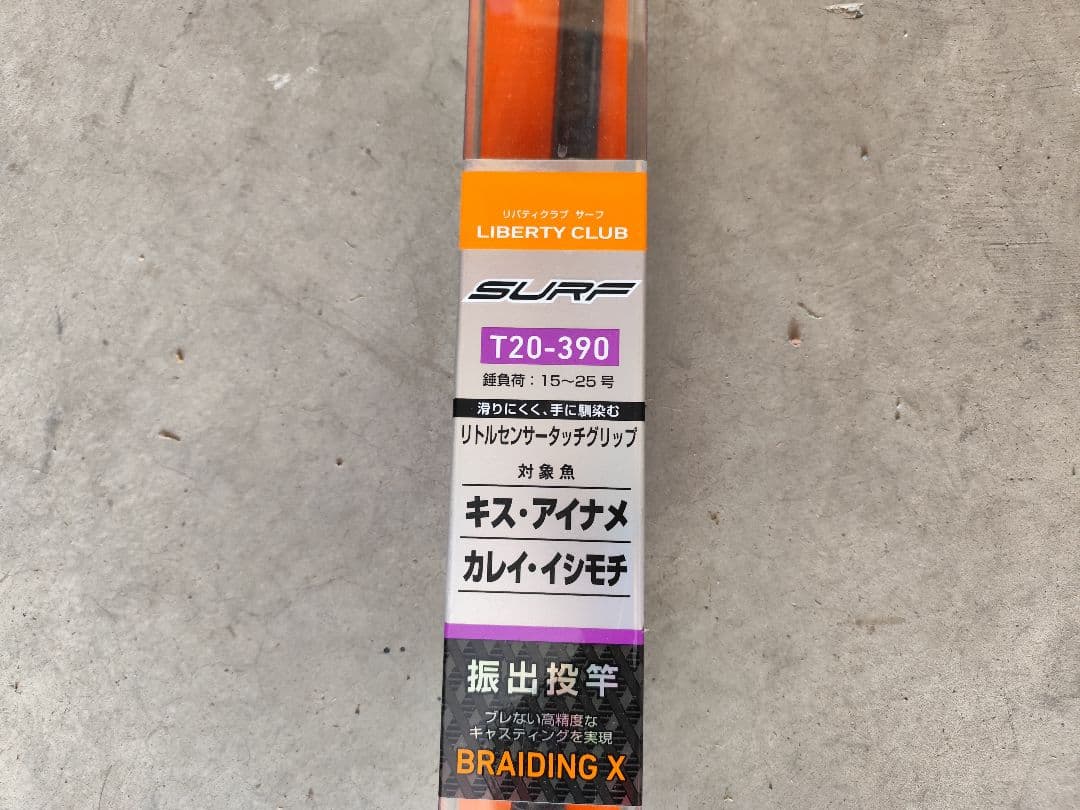 リバティクラブ サーフ
LIBERTY CLUB
SURF
T20-390
錘負荷：15〜25号
滑りにくく、手に馴染む
リトルセンサータッチグリップ
対象魚
キス・アイナメ
カレイ・イシモチ
振出投竿
ブレない高精度な
キャスティングを実現
BRAIDING X